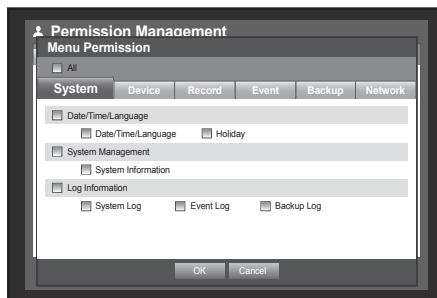 Permission Management
Menu Permission
All
System Device Record Event Backup Network
Date/Time/Language
Date/Time/Language Holiday
System Management
System Information
Log Information
System Log Event Log Backup Log
OK Cancel